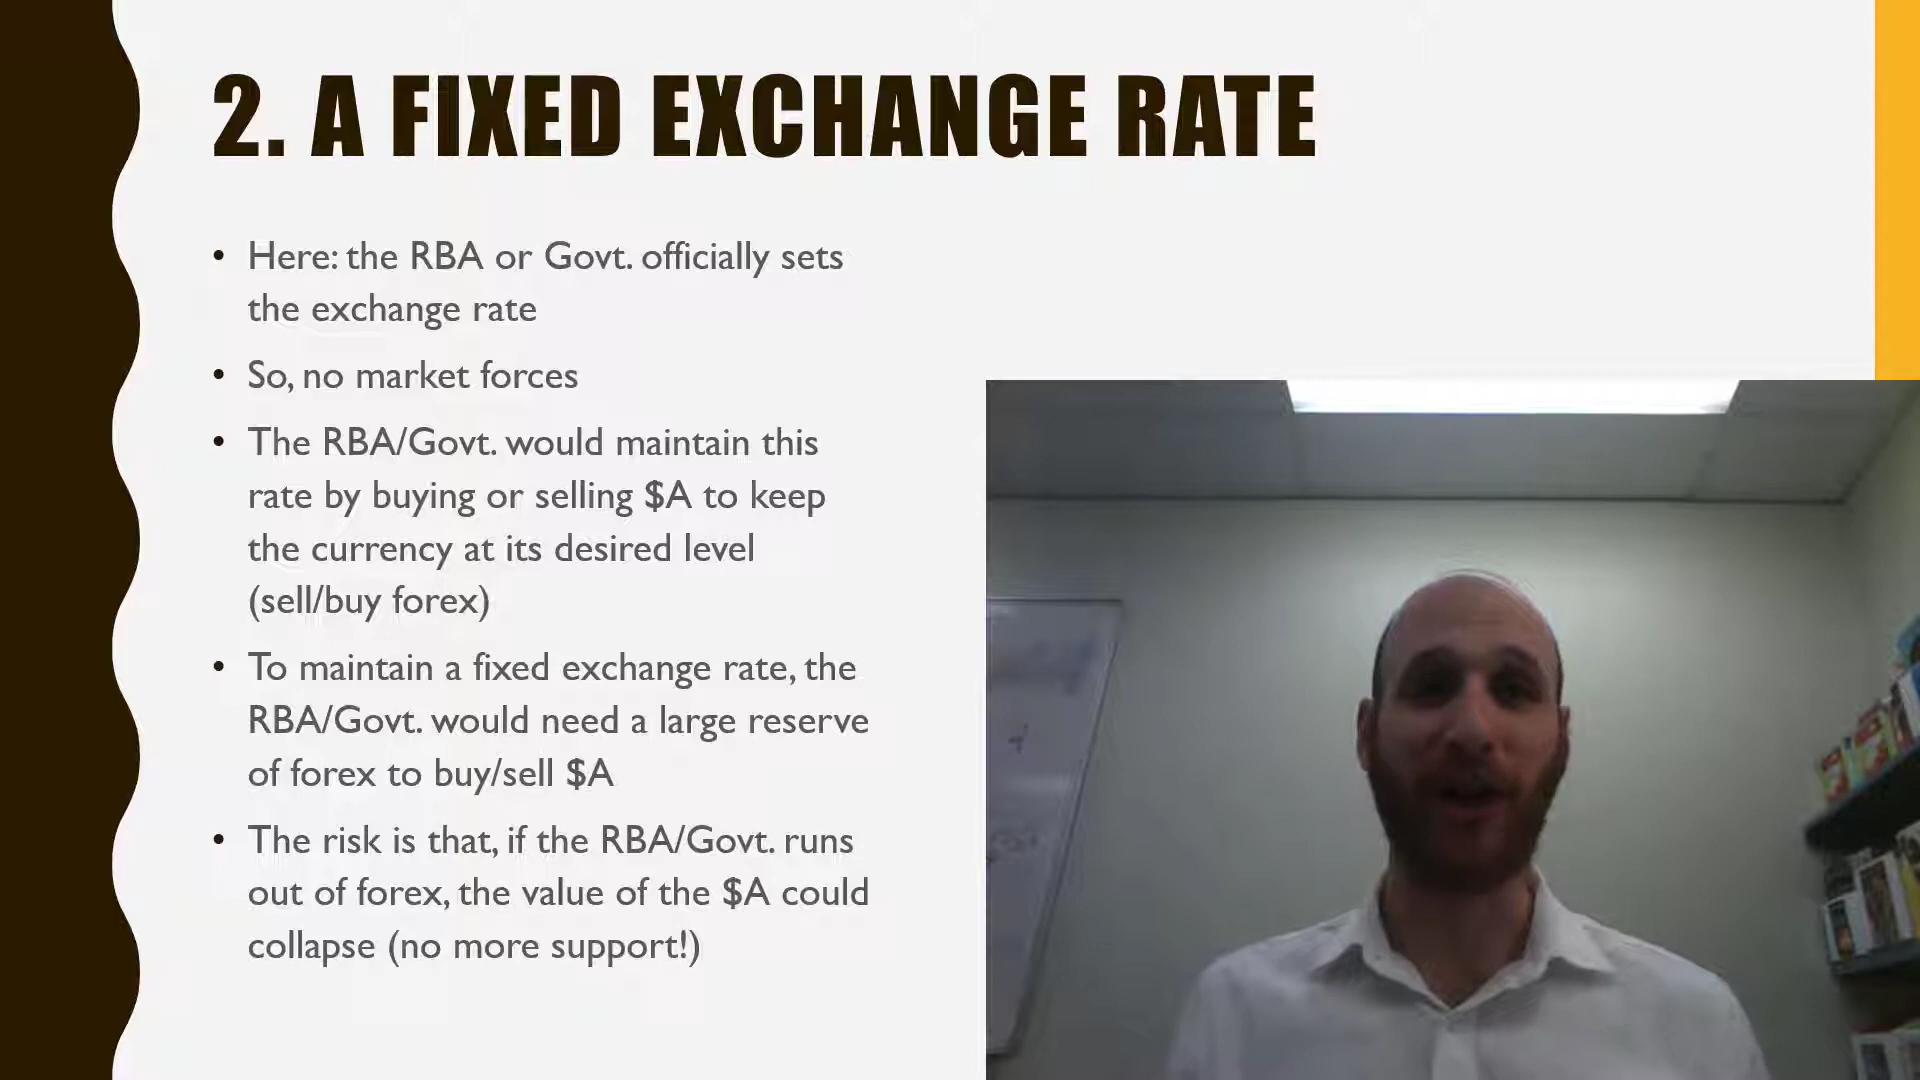 2. A FIXED EXCHANGE RATE
• Here: the RBA or Govt. officially sets
the exchange rate
• So, no market forces
• The RBA/Govt. would maintain this
rate by buying or selling $A to keep
the currency at its desired level
(sell/buy forex)
• To maintain a fixed exchange rate, the
RBA/Govt. would need a large reserve
of forex to buy/sell $A
• The risk is that, if the RBA/Govt. runs
out of forex, the value of the $A could
collapse (no more support!)